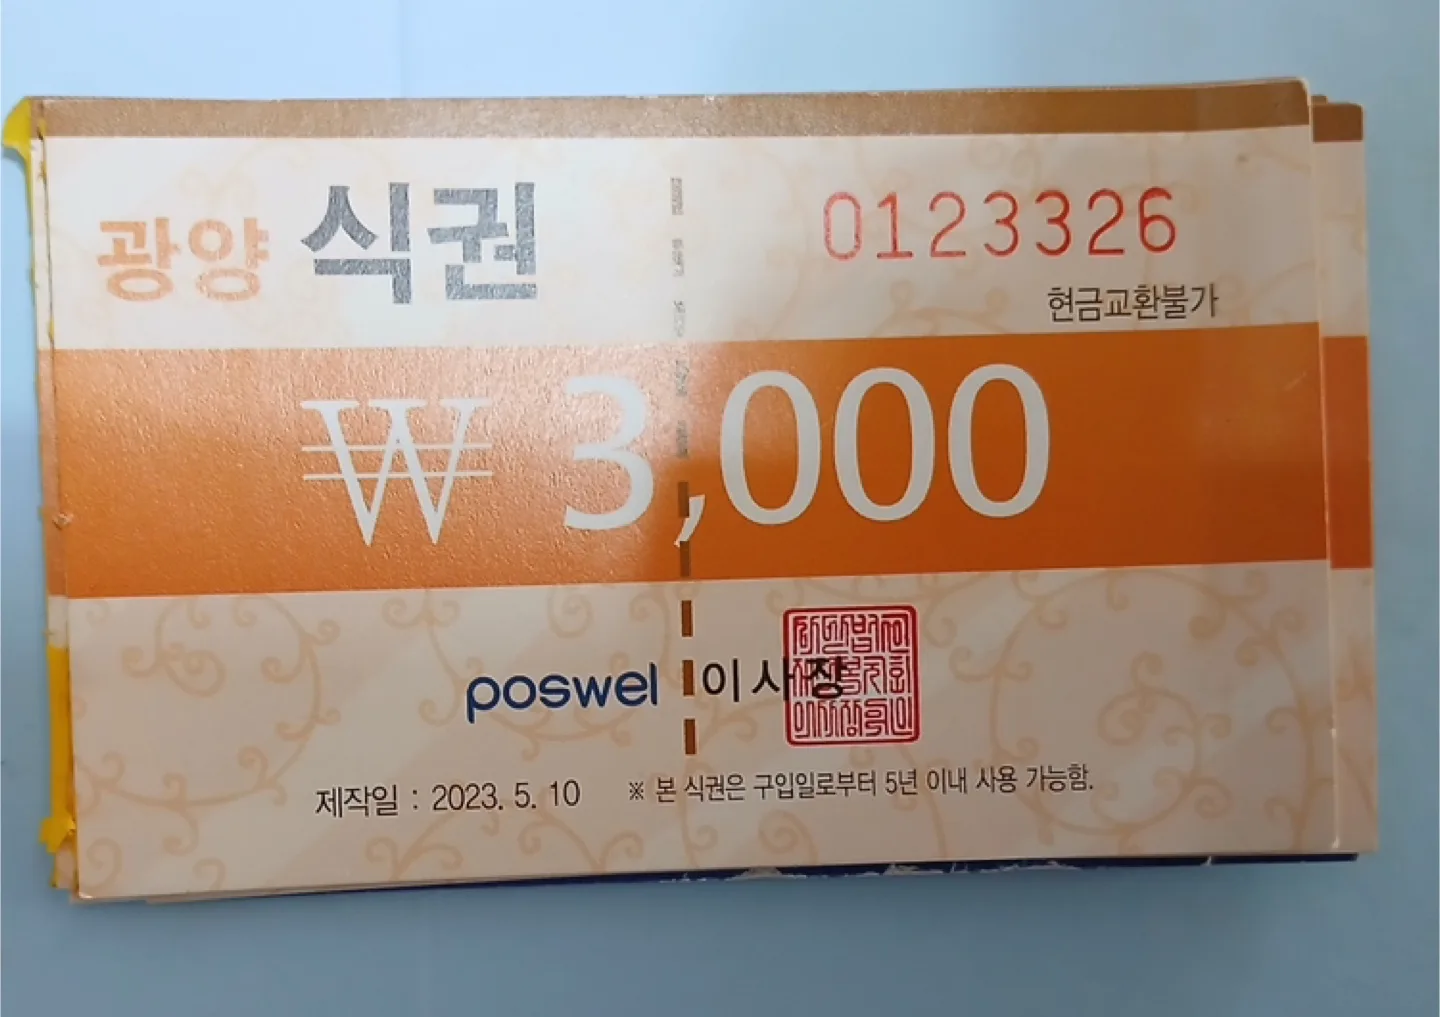 광양 식권
0123326
현금교환불가
₩ 3,000
poswel 이사장
제작일 : 2023. 5. 10 ※ 본 식권은 구입일로부터 5년 이내 사용 가능함.